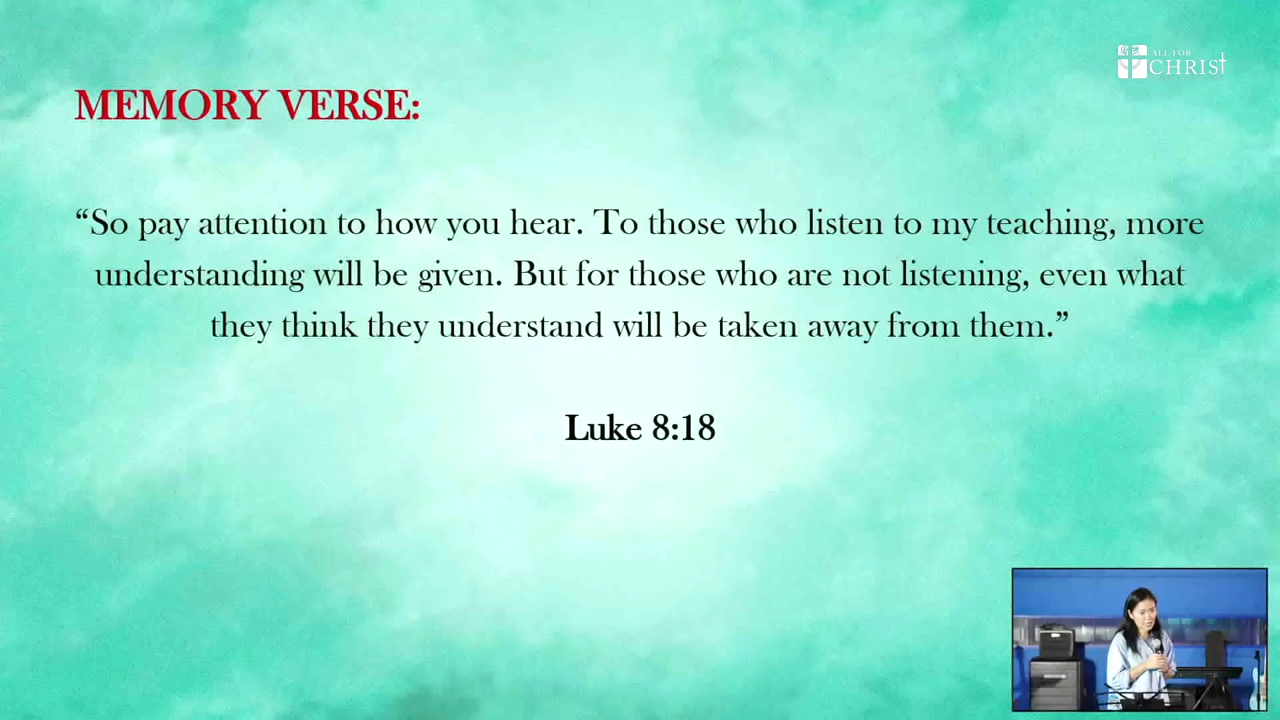 ALL FOR
CHRIST
MEMORY VERSE:
“So pay attention to how you hear. To those who listen to my teaching, more
understanding will be given. But for those who are not listening, even what
they think they understand will be taken away from them.”
Luke 8:18